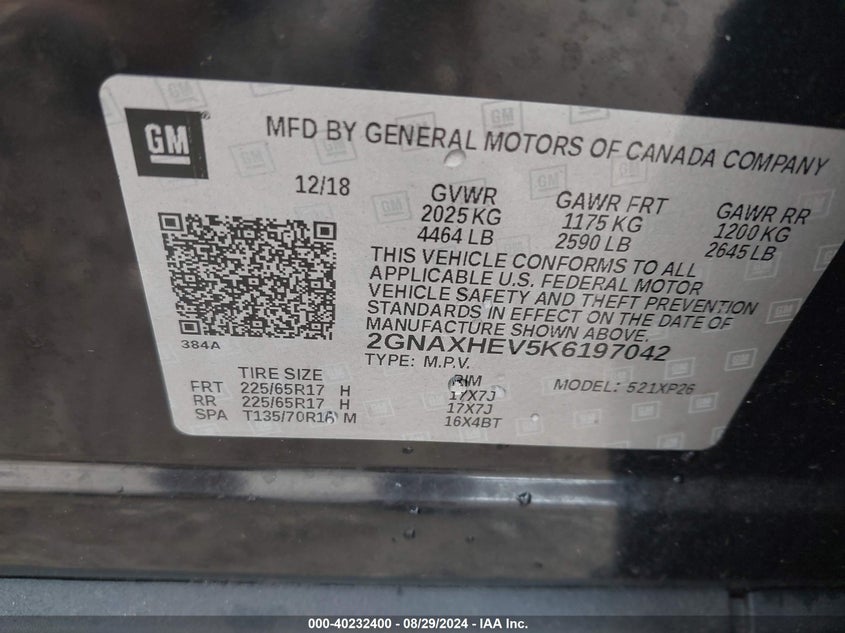 GM
MFD BY GENERAL MOTORS OF CANADA COMPANY
12/18
GVWR
2025 KG
4464 LB
GAWR FRT
1175 KG
2590 LB
GAWR RR
1200 KG
2645 LB
THIS VEHICLE CONFORMS TO ALL
APPLICABLE U.S. FEDERAL MOTOR
VEHICLE SAFETY AND THEFT PREVENTION
STANDARDS IN EFFECT ON THE DATE OF
MANUFACTURE SHOWN ABOVE.
2GNAXHEV5K6197042
TYPE: M.P.V.
MODEL: 521XP26
384A
TIRE SIZE
RIM
FRT 225/65R17 H 17X7J
RR 225/65R17 H 17X7J
SPA T135/70R16 M 16X4BT
000-40232400 - 08/29/2024 - IAA Inc.